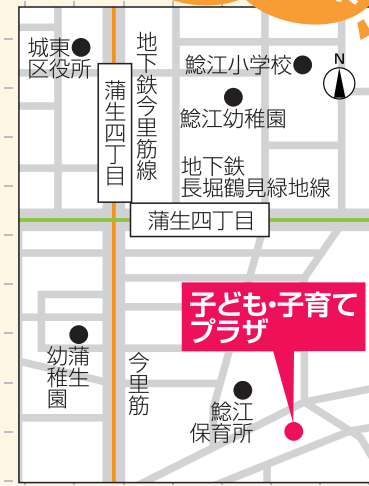 城東
区役所
地下鉄今里筋線
鯰江小学校
N
蒲生四丁目
鯰江幼稚園
地下鉄
長堀鶴見緑地線
蒲生四丁目
子ども・子育て
プラザ
蒲生
幼稚園
今里筋
鯰江
保育所